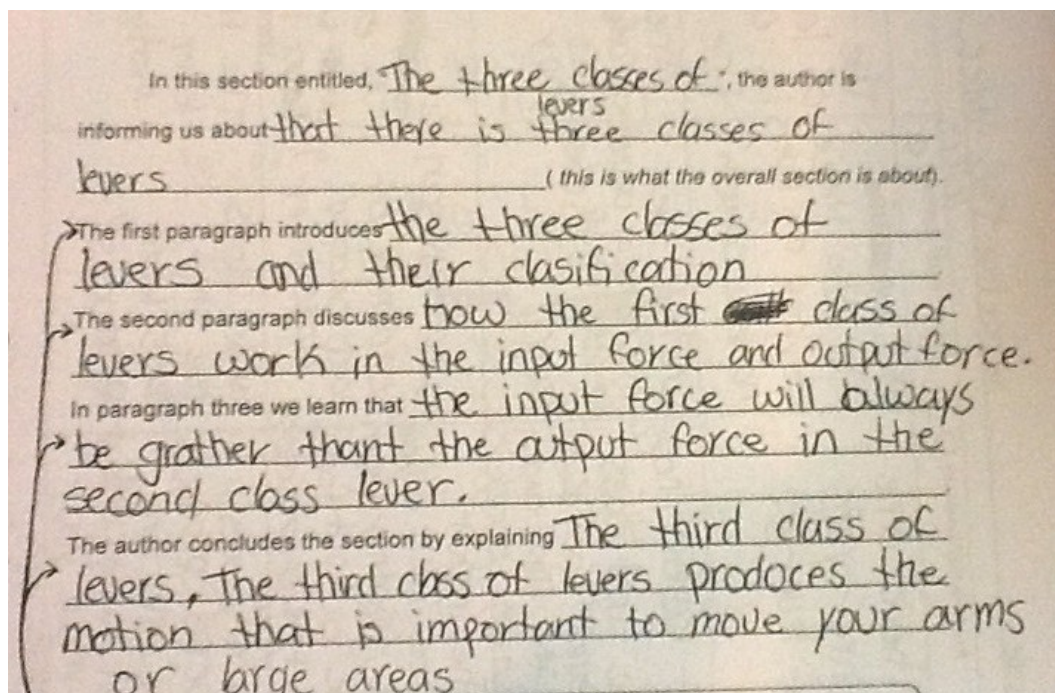 In this section entitled, "The three classes of", the author is
levers
informing us about that there is three classes of
levers ( this is what the overall section is about).
The first paragraph introduces the three classes of
levers and their clasification
The second paragraph discusses how the first class of
levers work in the input force and output force.
In paragraph three we learn that the input force will always
be grather thant the output force in the
second class lever.
The author concludes the section by explaining The third class of
levers, The third class of levers prodoces the
motion that is important to move your arms
or large areas